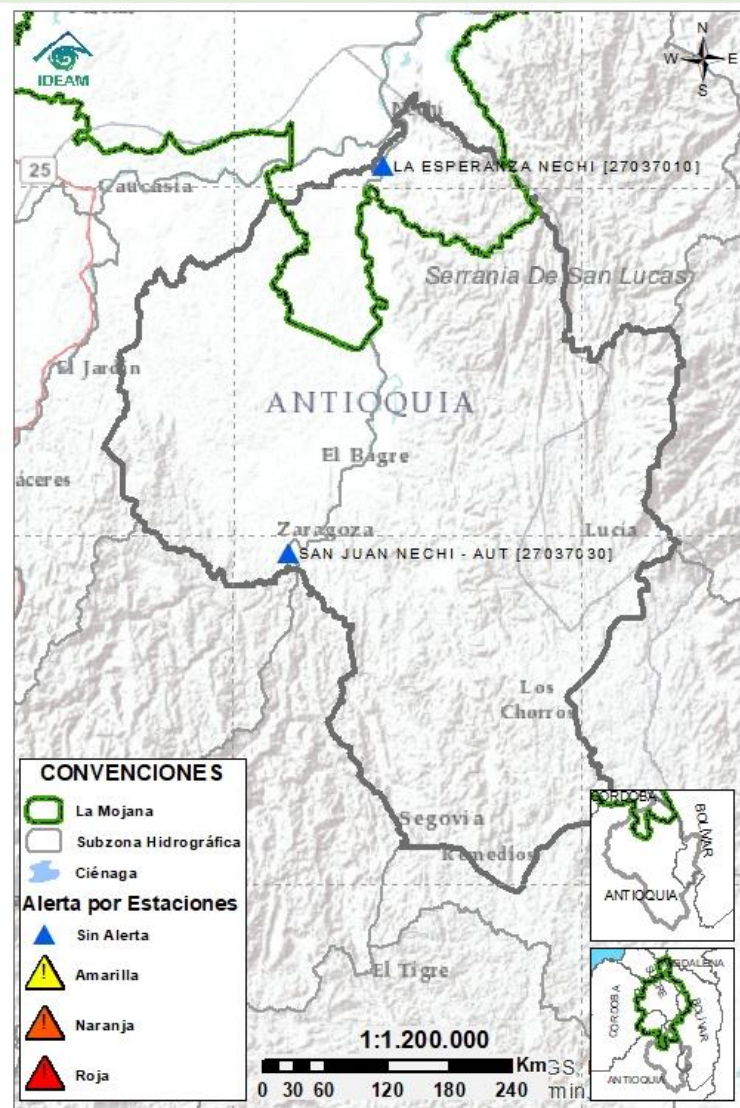 IDEAM
N
W E
S
Nechí
LA ESPERANZA NECHI [27037010]
25
Caucasia
Serrania De San Lucas
El Jardin
ANTIOQUIA
El Bagre
áceres
Zaragoza
Lucia
SAN JUAN NECHI - AUT [27037030]
Los
Chorros
Segovia
Remedios
El Tigre
CONVENCIONES
La Mojana
Subzona Hidrográfica
Ciénaga
Alerta por Estaciones
Sin Alerta
Amarilla
Naranja
Roja
1:1.200.000
Km
0 30 60 120 180 240
CORDOBA
BOLIVAR
ANTIOQUIA
CORDOBA
BOLIVAR
ANTIOQUIA